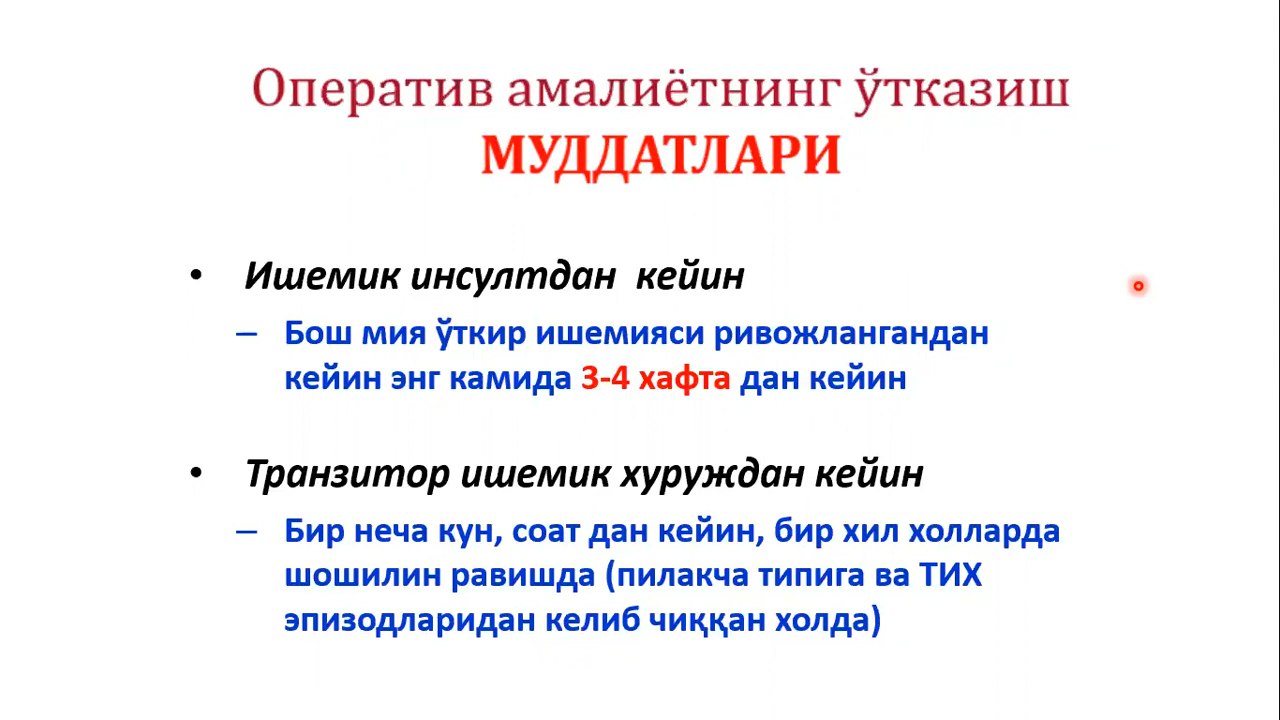 Оператив амалиётнинг ўтказиш
МУДДАТЛАРИ
• Ишемик инсултдан кейин
– Бош мия ўткир ишемияси ривожлангандан
кейин энг камида 3-4 хафта дан кейин
• Транзитор ишемик хуруждан кейин
– Бир неча кун, соат дан кейин, бир хил холларда
шошилин равишда (пилакча типига ва ТИХ
эпизодларидан келиб чиққан холда)